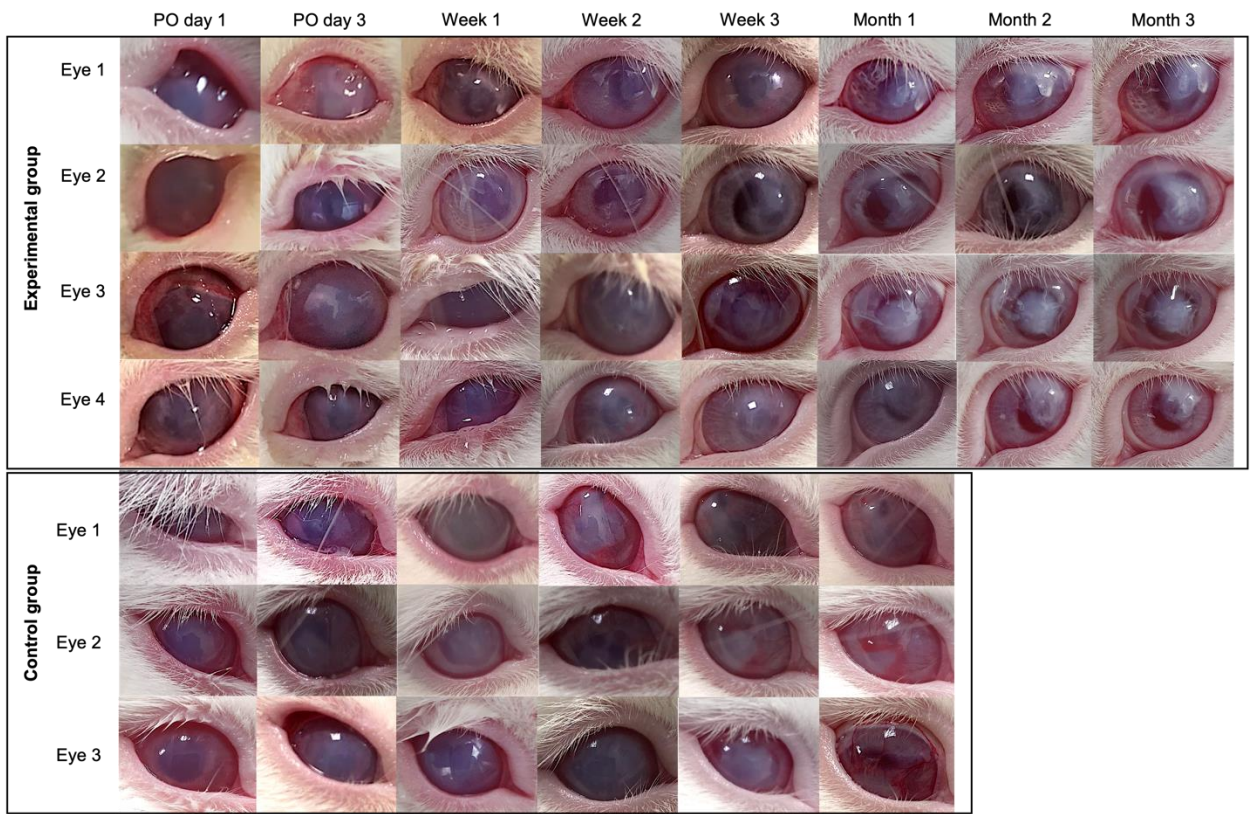 PO day 1 PO day 3 Week 1 Week 2 Week 3 Month 1 Month 2 Month 3
Experimental group
Eye 1
Eye 2
Eye 3
Eye 4
Control group
Eye 1
Eye 2
Eye 3